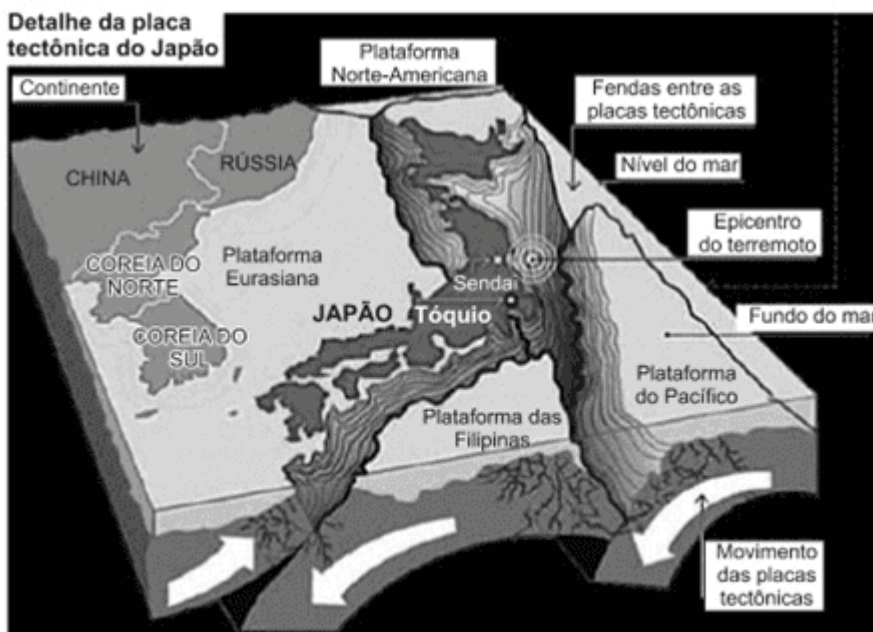 Detalhe da placa
tectônica do Japão
Continente
Plataforma
Norte-Americana
Fendas entre as
placas tectônicas
CHINA
RÚSSIA
Nível do mar
Epicentro
do terremoto
COREIA DO
NORTE
Plataforma
Eurasiana
Sendai
JAPÃO
Tóquio
Fundo do mar
COREIA DO
SUL
Plataforma
do Pacífico
Plataforma das
Filipinas
Movimento
das placas
tectônicas